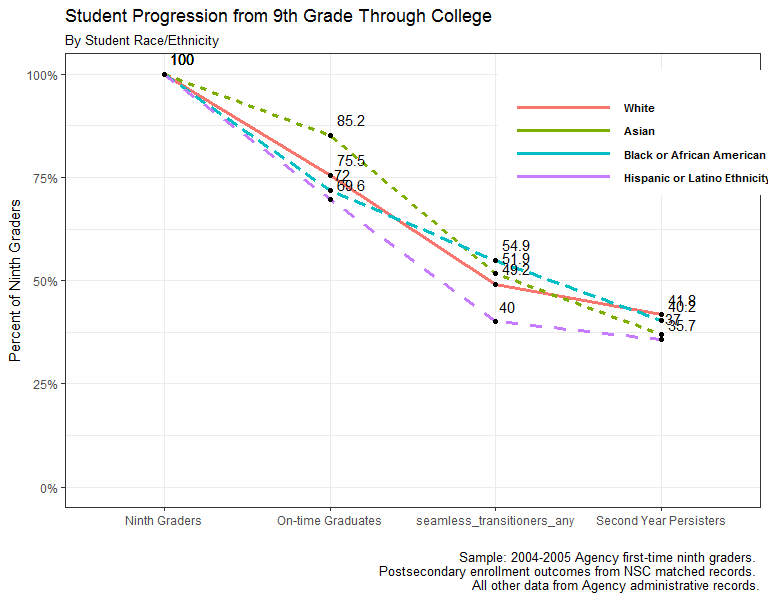 Student Progression from 9th Grade Through College
By Student Race/Ethnicity
100
100%
White
Asian
85.2
Black or African American
75.5
72
75%
Hispanic or Latino Ethnicity
69.6
54.9
51.9
49.2
50%
40
41.8
40.2
37
35.7
25%
0%
Percent of Ninth Graders
Ninth Graders On-time Graduates seamless_transitioners_any Second Year Persisters
Sample: 2004-2005 Agency first-time ninth graders.
Postsecondary enrollment outcomes from NSC matched records.
All other data from Agency administrative records.